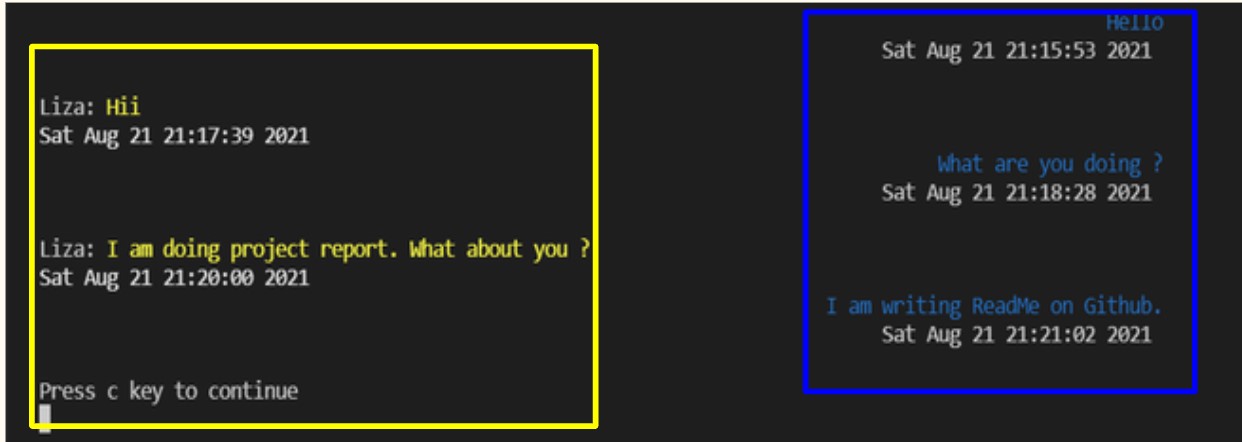 Hello
Sat Aug 21 21:15:53 2021
Liza: Hii
Sat Aug 21 21:17:39 2021
What are you doing ?
Sat Aug 21 21:18:28 2021
Liza: I am doing project report. What about you ?
Sat Aug 21 21:20:00 2021
I am writing ReadMe on Github.
Sat Aug 21 21:21:02 2021
Press c key to continue